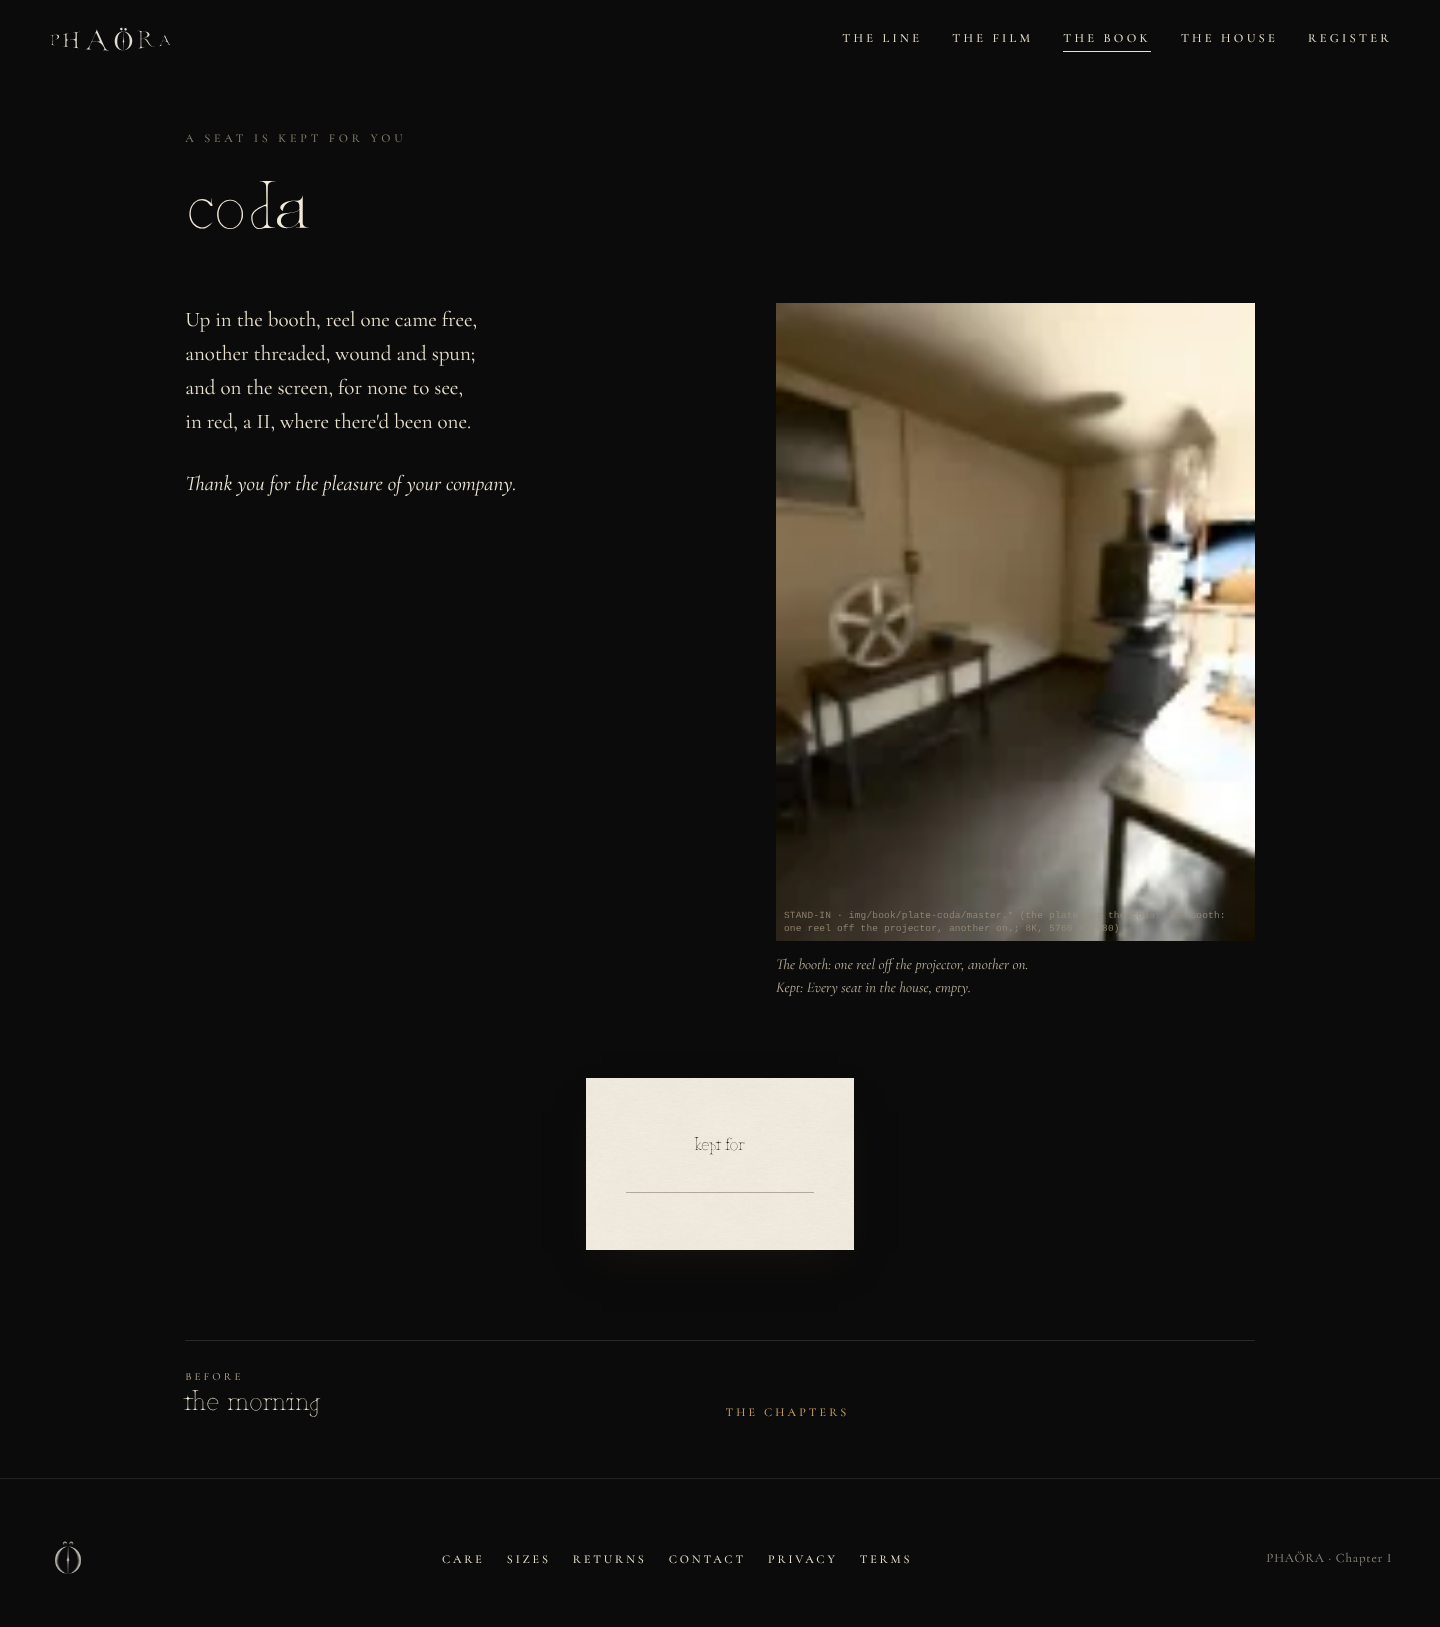 PHAÖRA
THE LINE THE FILM THE BOOK THE HOUSE REGISTER
A SEAT IS KEPT FOR YOU
coda
Up in the booth, reel one came free,
another threaded, wound and spun;
and on the screen, for none to see,
in red, a II, where there'd been one.
Thank you for the pleasure of your company.
STAND-IN · img/book/plate-coda/master.* (the plate
one reel off the projector, another on.; 8K,
The booth: one reel off the projector, another on.
Kept: Every seat in the house, empty.
kept for
BEFORE
the morning
THE CHAPTERS
Ö
CARE SIZES RETURNS CONTACT PRIVACY TERMS
PHAÖRA · Chapter I